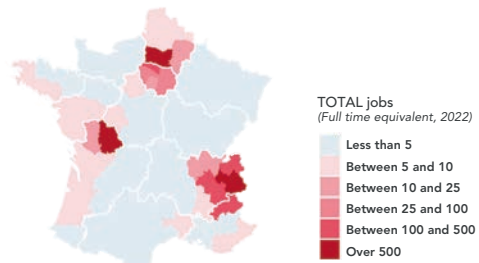 TOTAL jobs
(Full time equivalent, 2022)
Less than 5
Between 5 and 10
Between 10 and 25
Between 25 and 100
Between 100 and 500
Over 500